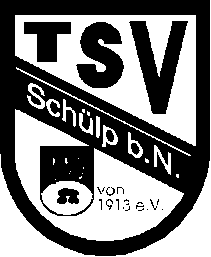 TSV
Schülp b.N.
von
1913 e.V.